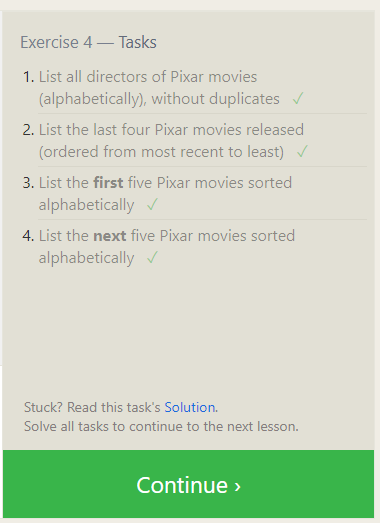 Exercise 4 — Tasks
1. List all directors of Pixar movies
(alphabetically), without duplicates ✓
2. List the last four Pixar movies released
(ordered from most recent to least) ✓
3. List the first five Pixar movies sorted
alphabetically ✓
4. List the next five Pixar movies sorted
alphabetically ✓
Stuck? Read this task's Solution.
Solve all tasks to continue to the next lesson.
Continue ›